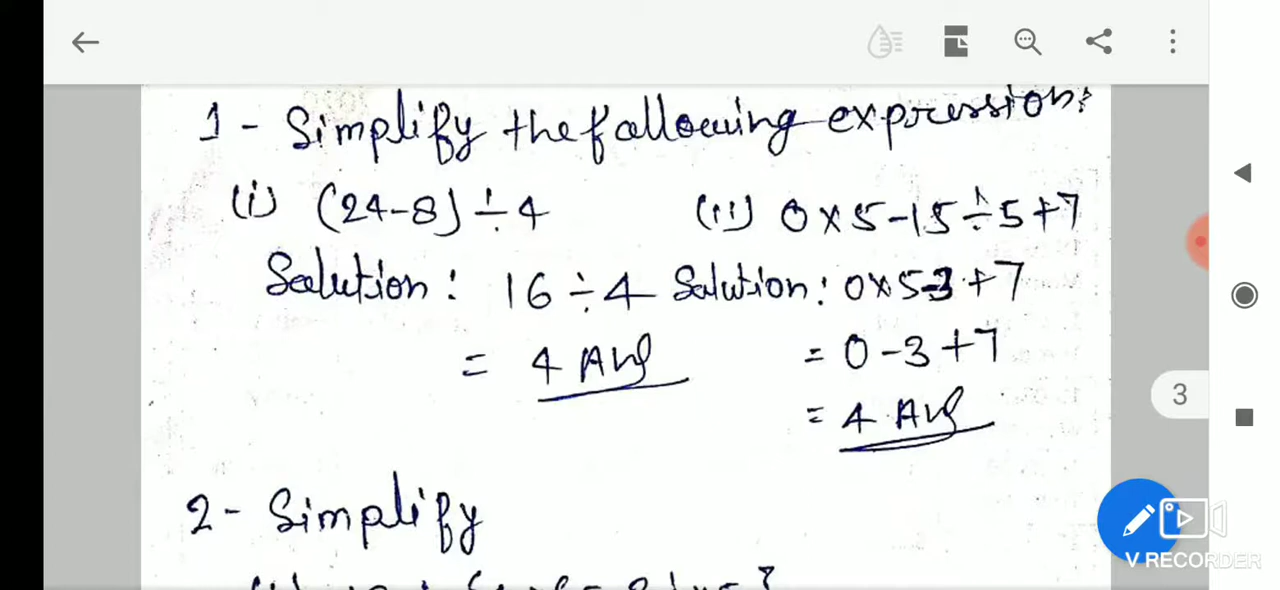 1 - Simplify the following expression:
(i) (24-8) ÷ 4
(iii) 0 × 5 - 15 ÷ 5 + 7
Solution: 16 ÷ 4
Solution: 0 × 5 - 3 + 7
= 4 Ans
= 0 - 3 + 7
= 4 Ans
3
2 - Simplify
V RECORDER